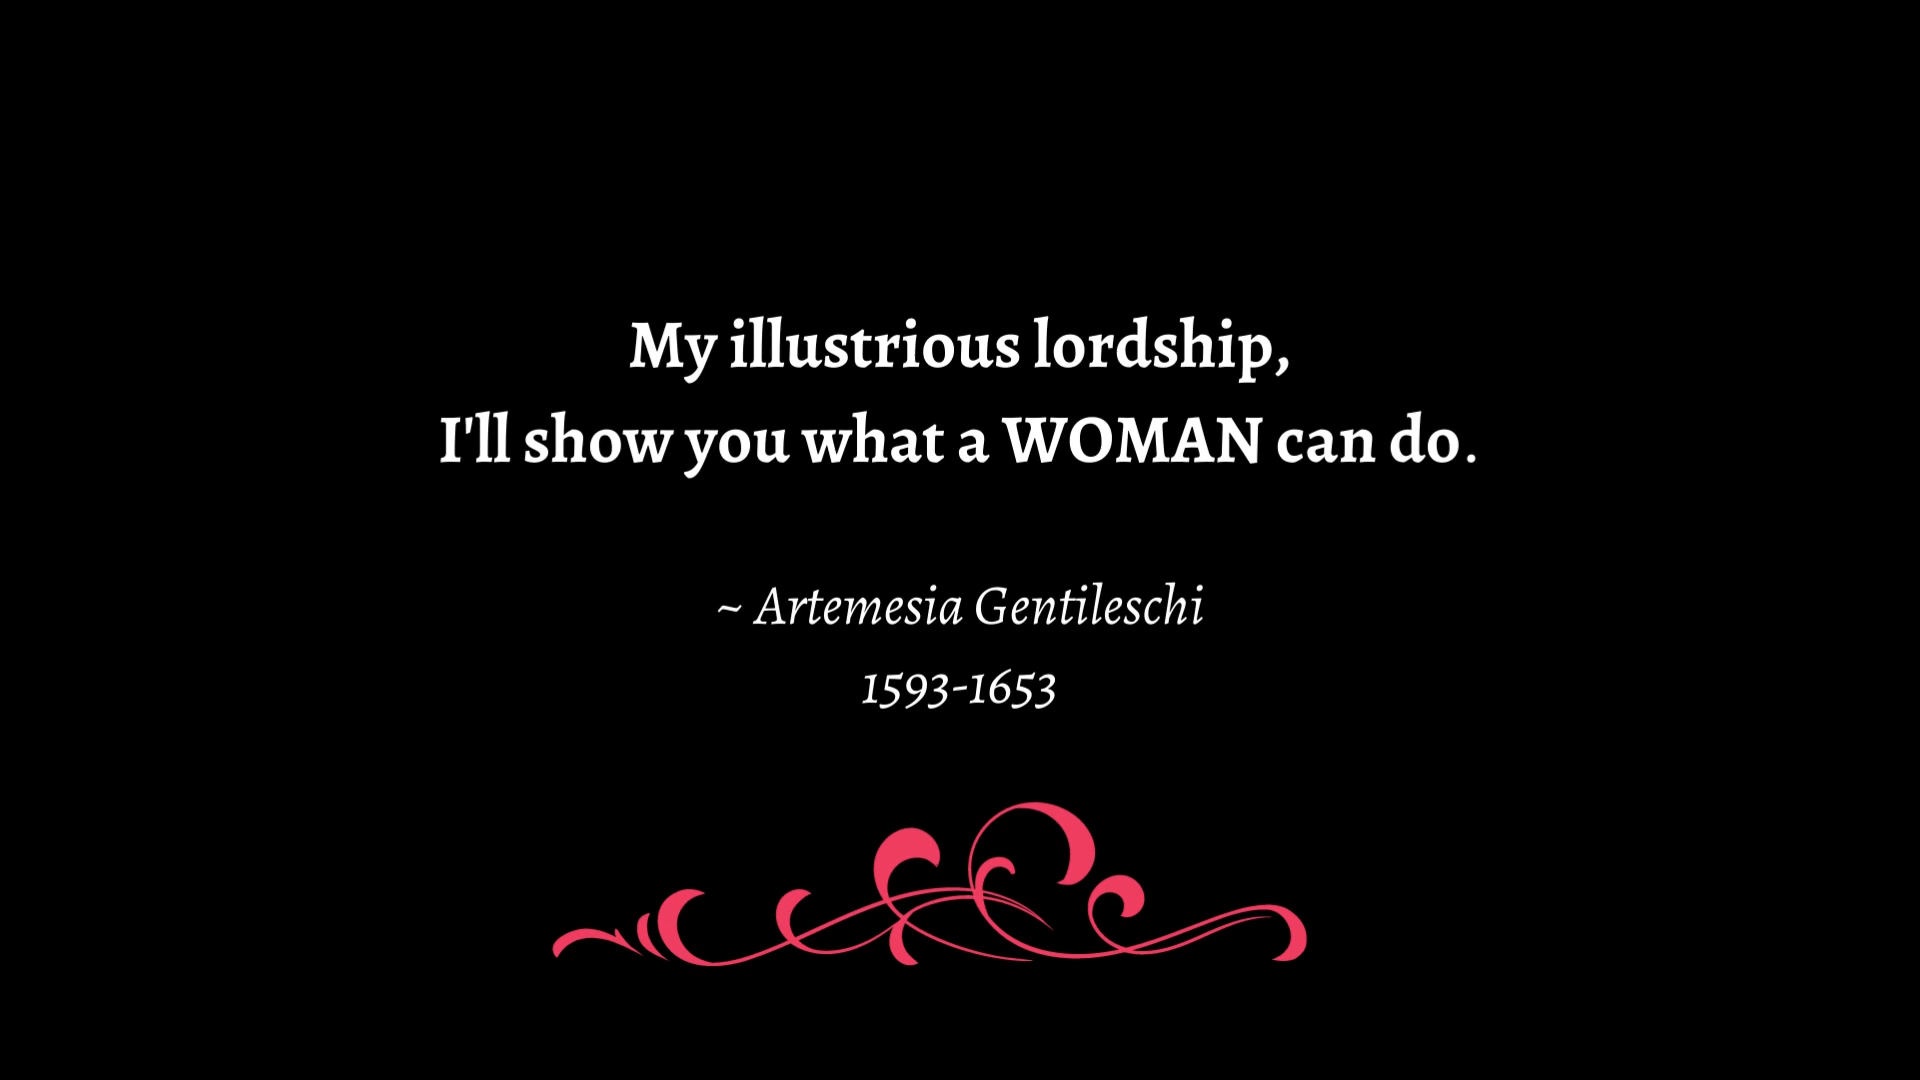 My illustrious lordship,
I'll show you what a WOMAN can do.
~ Artemesia Gentileschi
1593-1653